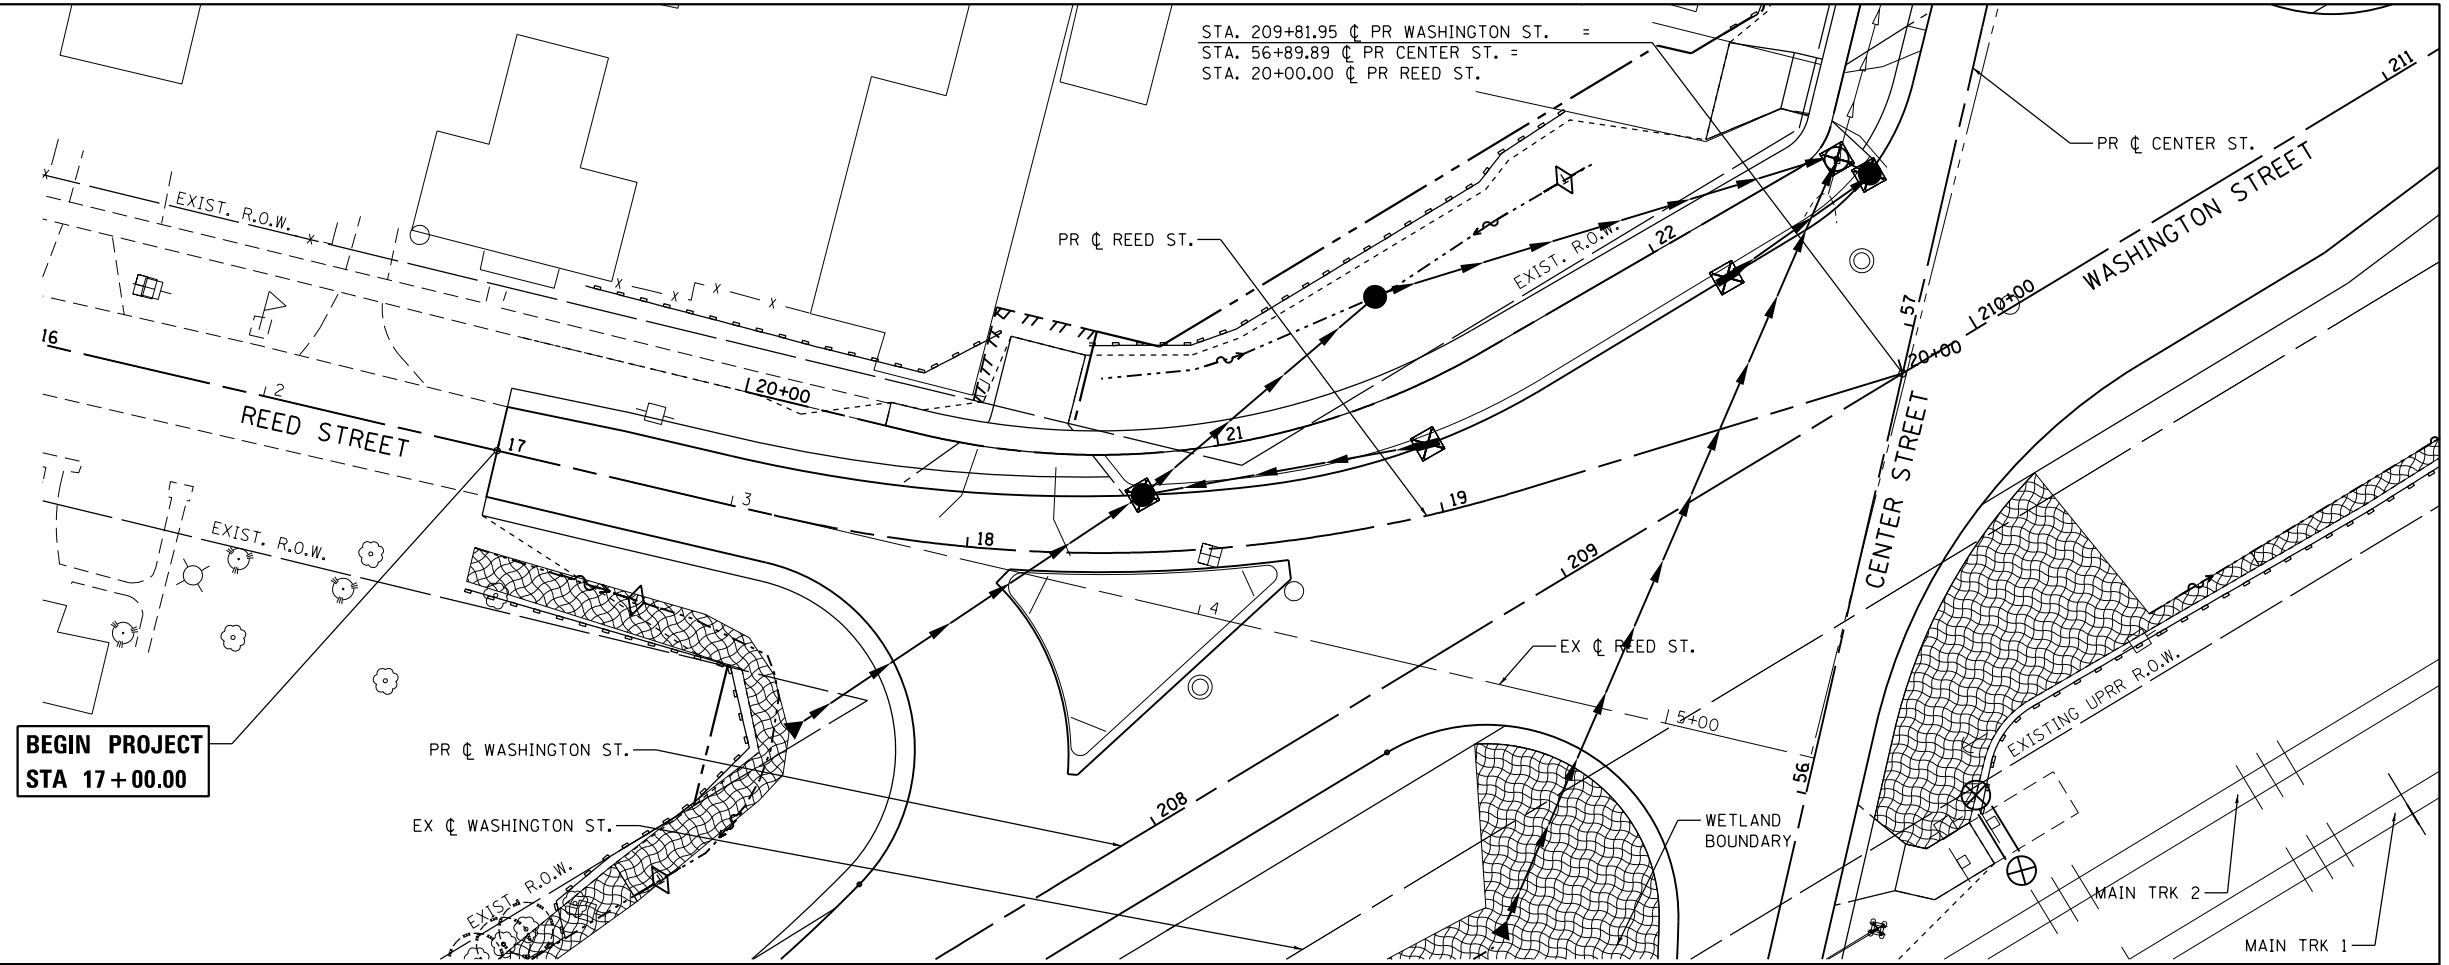 STA. 209+81.95 ℄ PR WASHINGTON ST. =
STA. 56+89.89 ℄ PR CENTER ST. =
STA. 20+00.00 ℄ PR REED ST.
211
PR ℄ CENTER ST.
WASHINGTON STREET
EXIST. R.O.W.
PR ℄ REED ST.
EXIST. R.O.W.
22
57
210+00
20+00
16
2
20+00
REED STREET
17
21
3
18
19
209
CENTER STREET
EXIST. R.O.W.
4
EX ℄ REED ST.
5+00
EXISTING UPRR R.O.W.
BEGIN PROJECT
STA 17+00.00
PR ℄ WASHINGTON ST.
208
56
EX ℄ WASHINGTON ST.
WETLAND
BOUNDARY
EXIST. R.O.W.
MAIN TRK 2
MAIN TRK 1